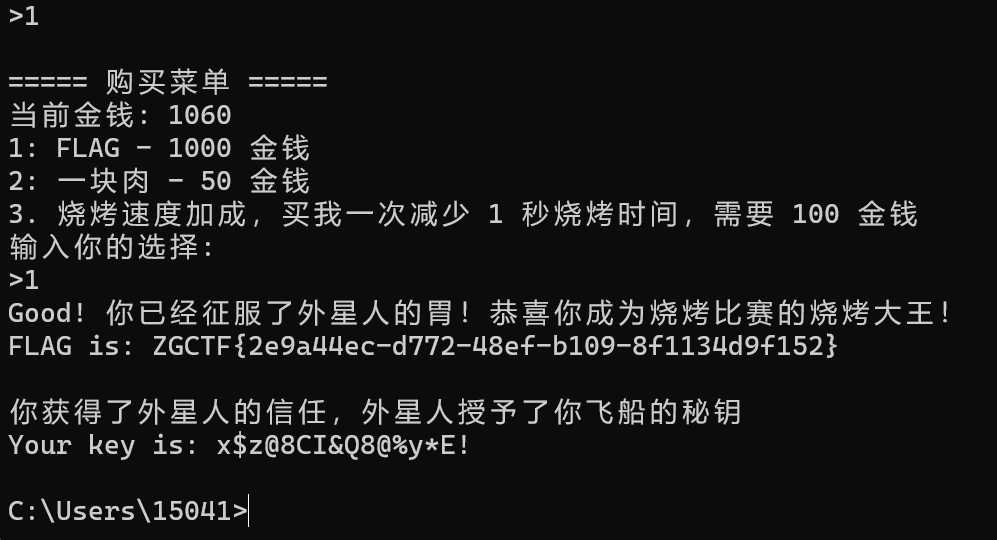 >1
===== 购买菜单 =====
当前金钱: 1060
1: FLAG - 1000 金钱
2: 一块肉 - 50 金钱
3. 烧烤速度加成，买我一次减少 1 秒烧烤时间，需要 100 金钱
输入你的选择:
>1
Good! 你已经征服了外星人的胃！恭喜你成为烧烤比赛的烧烤大王！
FLAG is: ZGCTF{2e9a44ec-d772-48ef-b109-8f1134d9f152}
你获得了外星人的信任，外星人授予了你飞船的秘钥
Your key is: x$z@8CI&Q8@%y*E!
C:\Users\15041>